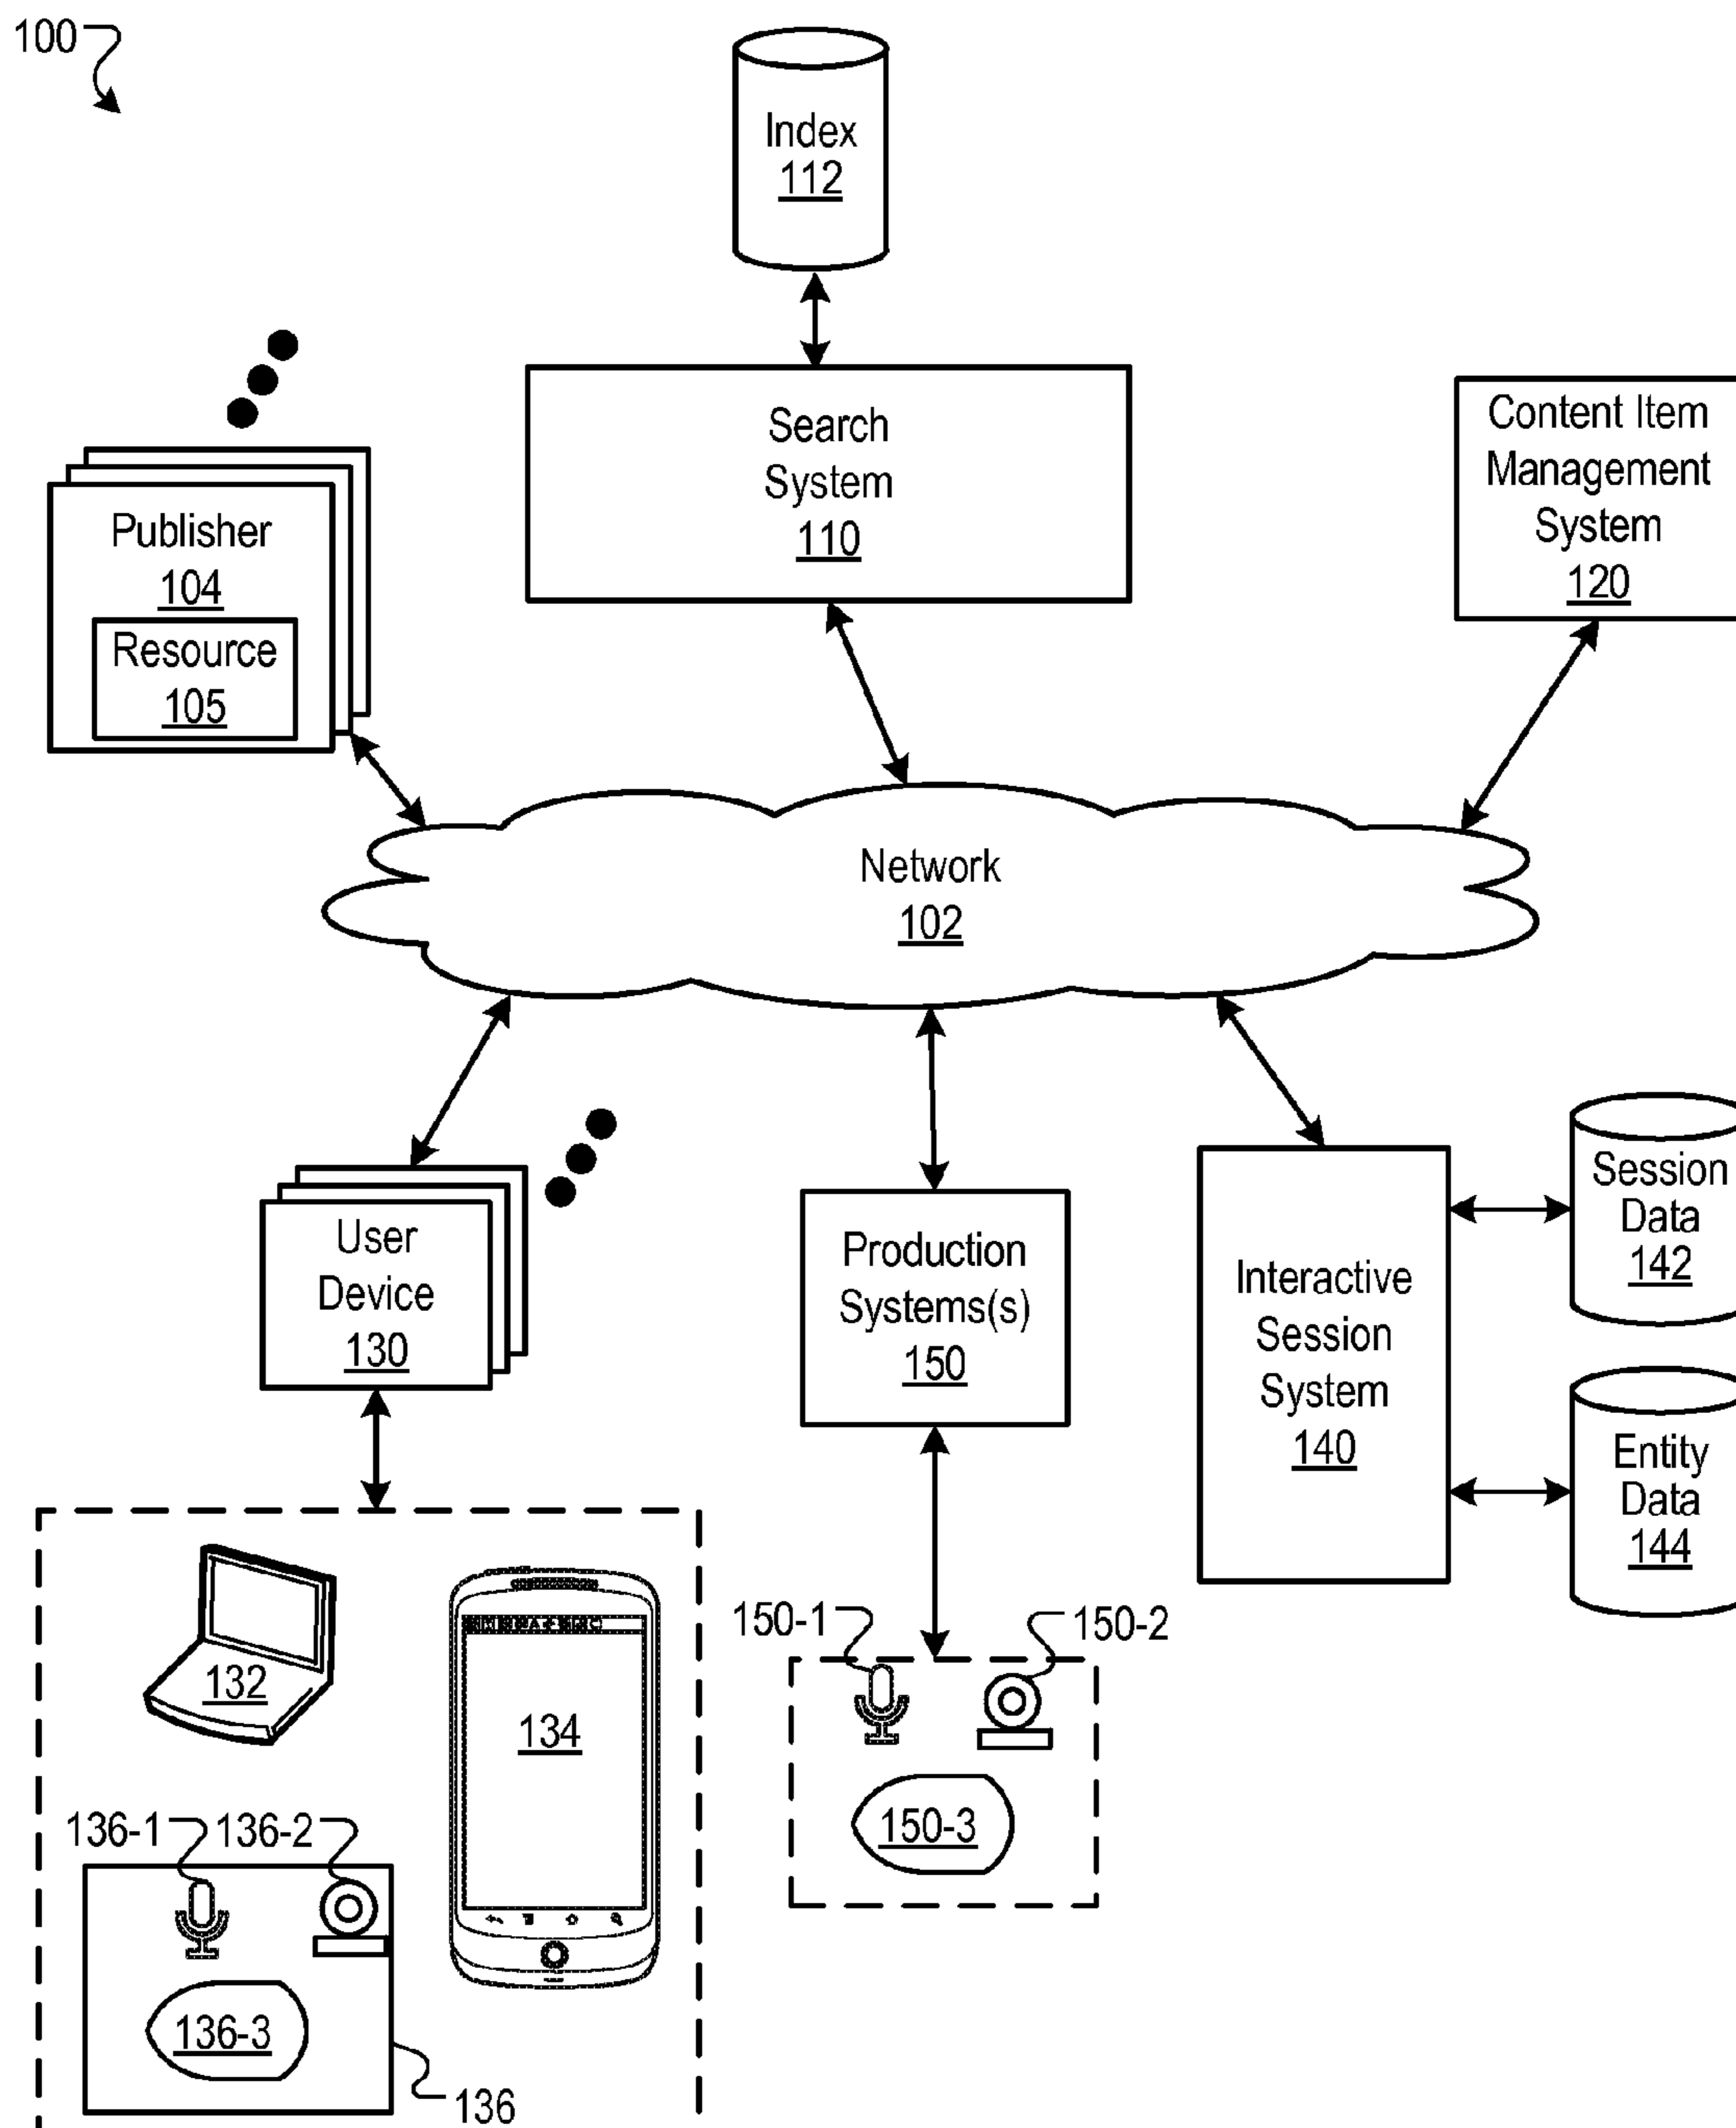 100
Index
112
Search
System
110
Content Item
Management
System
120
Publisher
104
Resource
105
Network
102
User
Device
130
Production
Systems(s)
150
Interactive
Session
System
140
Session
Data
142
Entity
Data
144
132
134
136-1
136-2
136-3
136
150-1
150-2
150-3